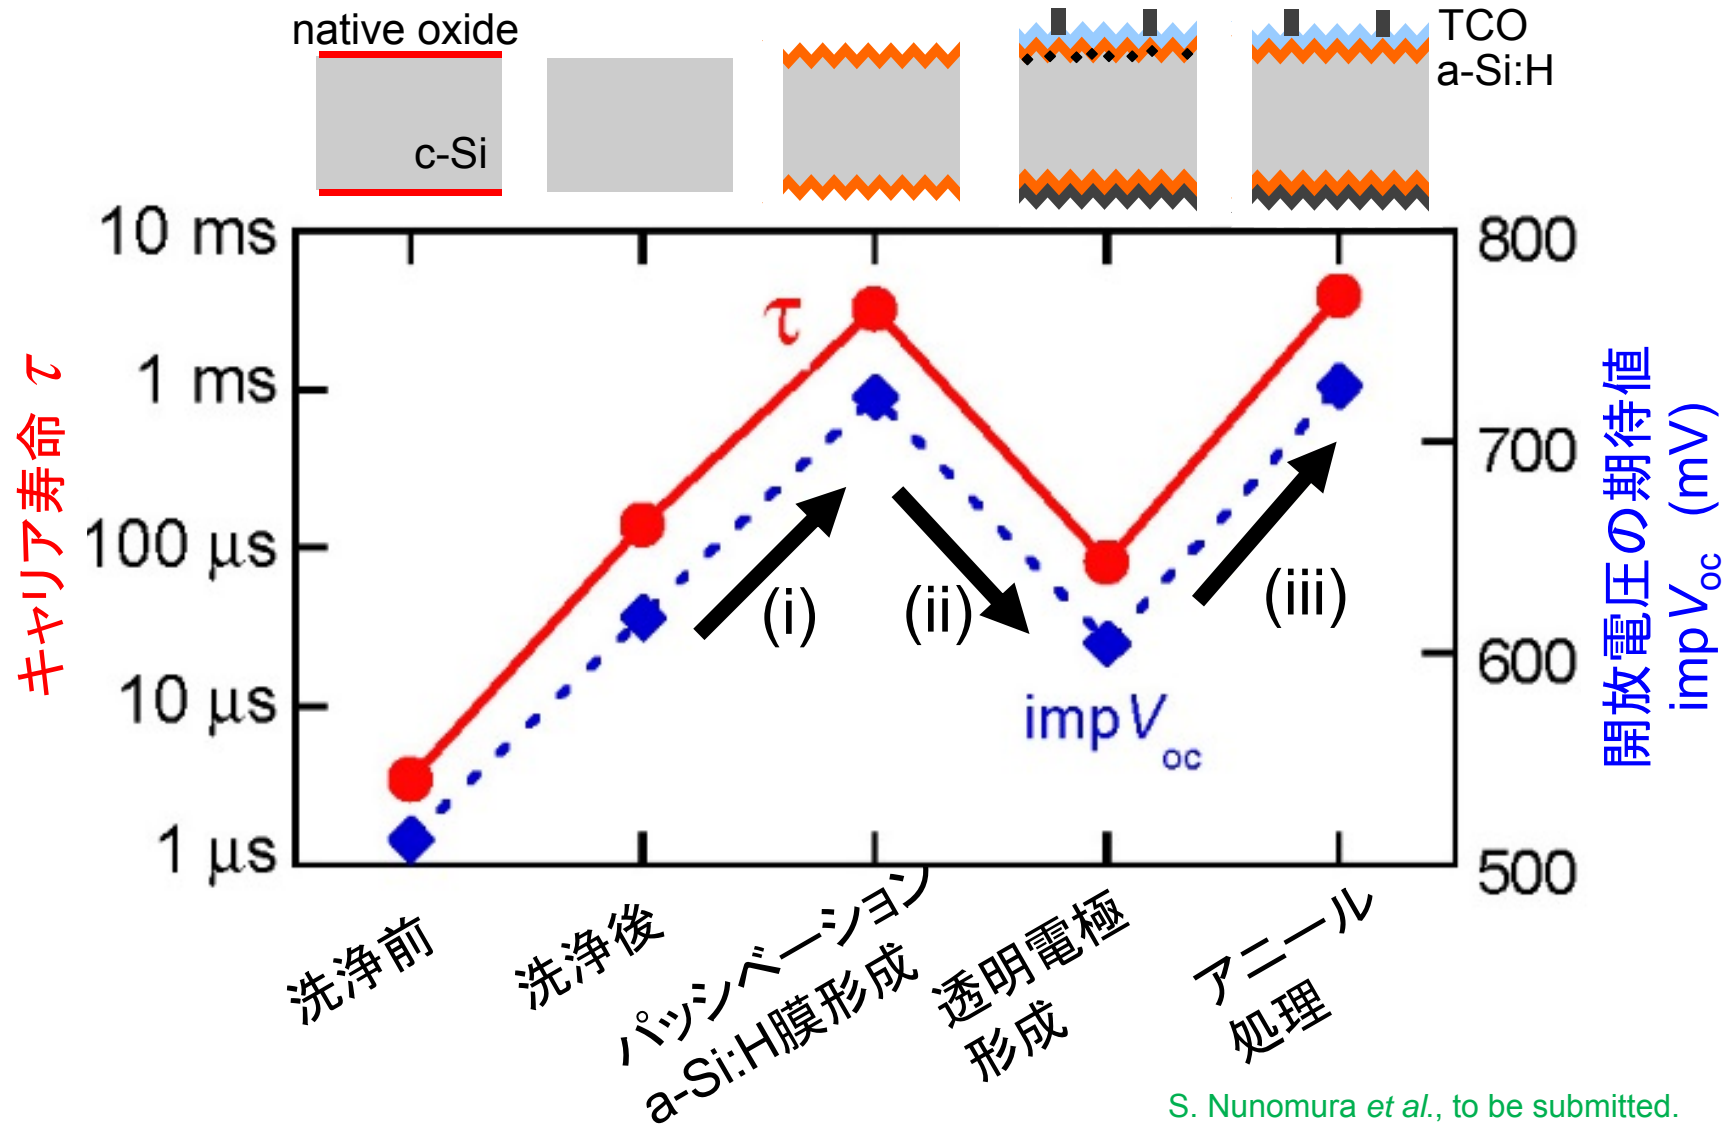 native oxide
c-Si
TCO
a-Si:H
10 ms
1 ms
100 μs
10 μs
1 μs
キャリア寿命 τ
τ
impVoc
(i)
(ii)
(iii)
800
700
600
500
開放電圧の期待値
impVoc (mV)
洗浄前
洗浄後
パッシベーション
a-Si:H膜形成
透明電極
形成
アニール
処理
S. Nunomura et al., to be submitted.